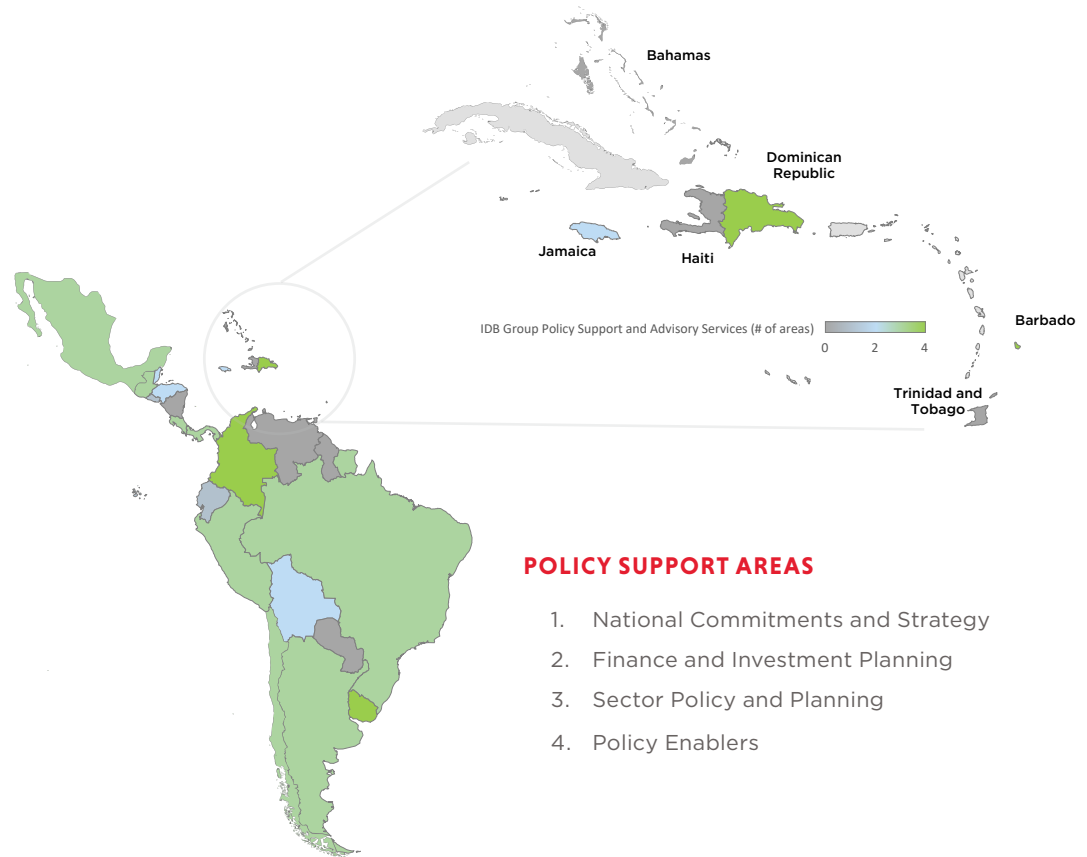 Bahamas
Dominican
Republic
Jamaica
Haiti
IDB Group Policy Support and Advisory Services (# of areas)
0 2 4
Barbado
Trinidad and
Tobago
POLICY SUPPORT AREAS
1. National Commitments and Strategy
2. Finance and Investment Planning
3. Sector Policy and Planning
4. Policy Enablers